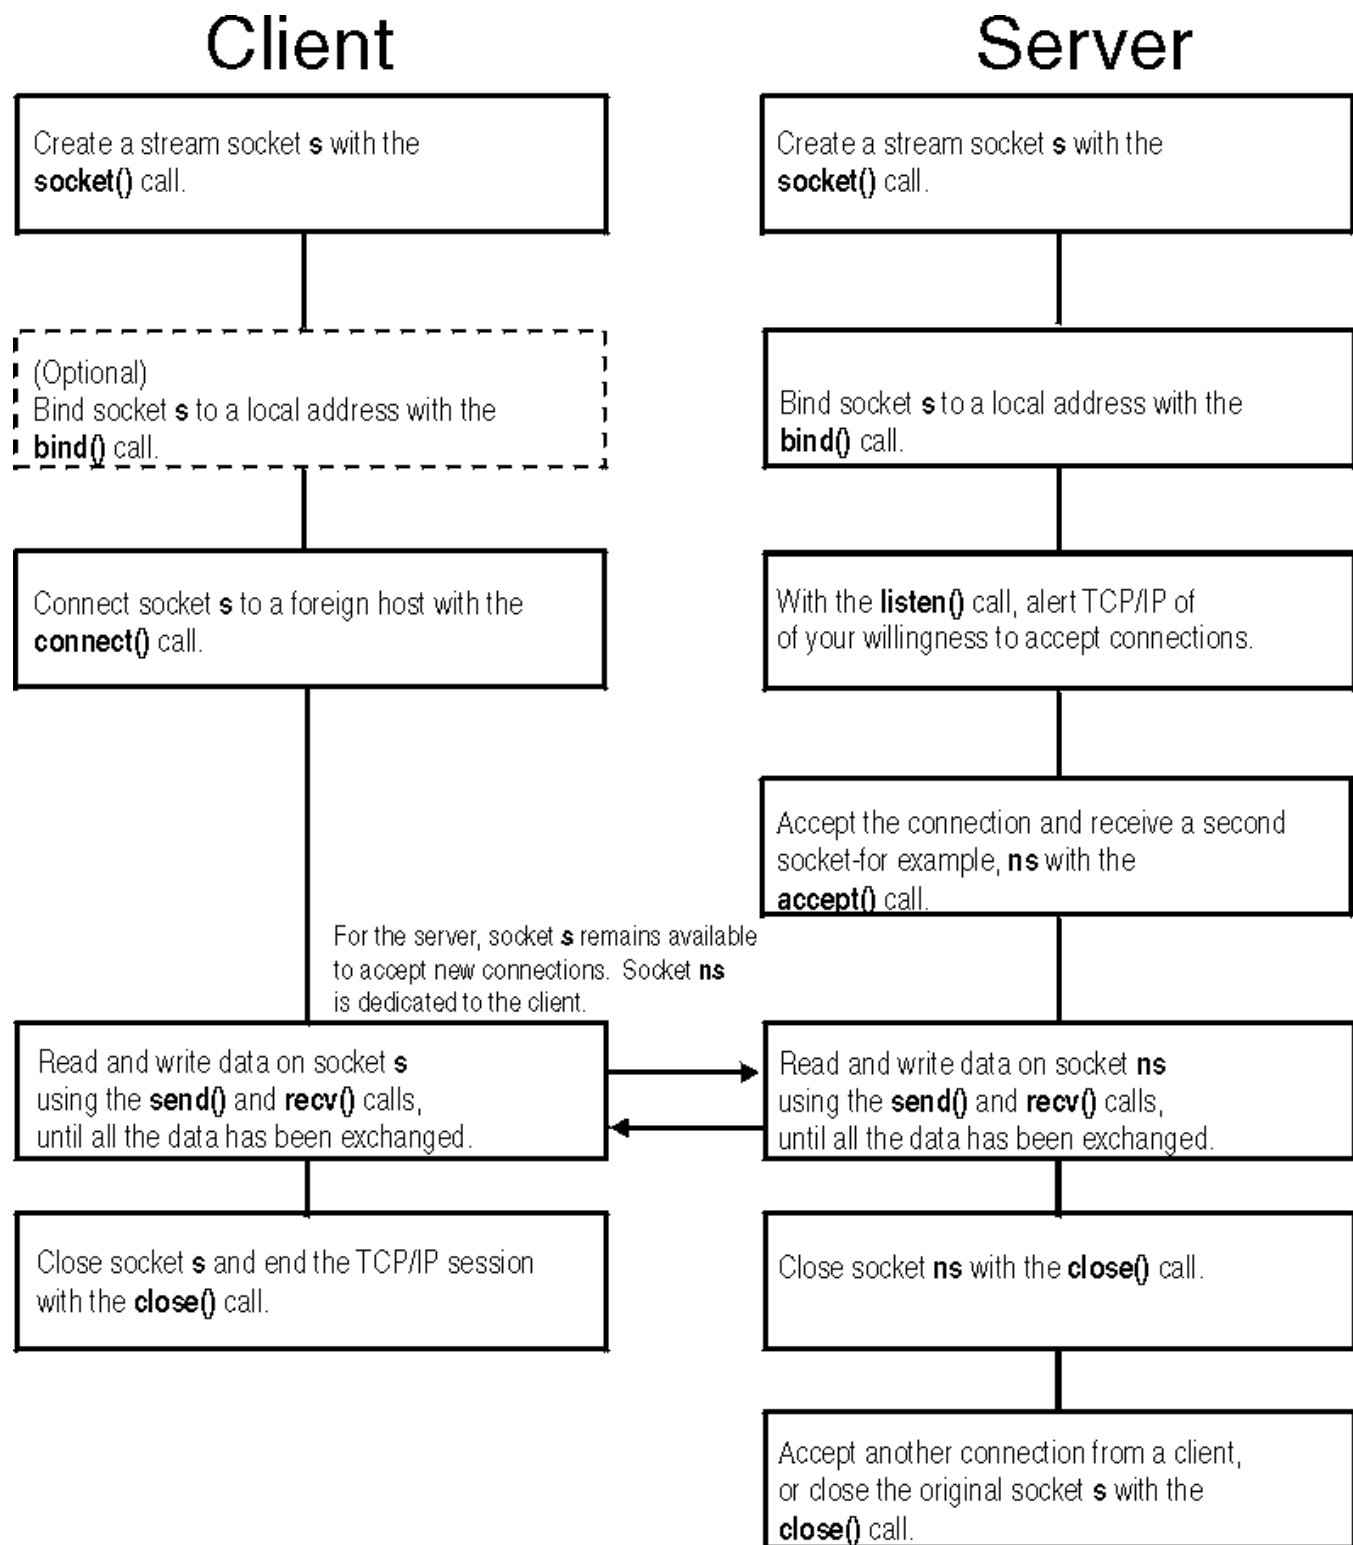 Client
Create a stream socket s with the
socket() call.
(Optional)
Bind socket s to a local address with the
bind() call.
Connect socket s to a foreign host with the
connect() call.
For the server, socket s remains available
to accept new connections. Socket ns
is dedicated to the client.
Read and write data on socket s
using the send() and recv() calls,
until all the data has been exchanged.
Close socket s and end the TCP/IP session
with the close() call.
Server
Create a stream socket s with the
socket() call.
Bind socket s to a local address with the
bind() call.
With the listen() call, alert TCP/IP of
of your willingness to accept connections.
Accept the connection and receive a second
socket-for example, ns with the
accept() call.
Read and write data on socket ns
using the send() and recv() calls,
until all the data has been exchanged.
Close socket ns with the close() call.
Accept another connection from a client,
or close the original socket s with the
close() call.